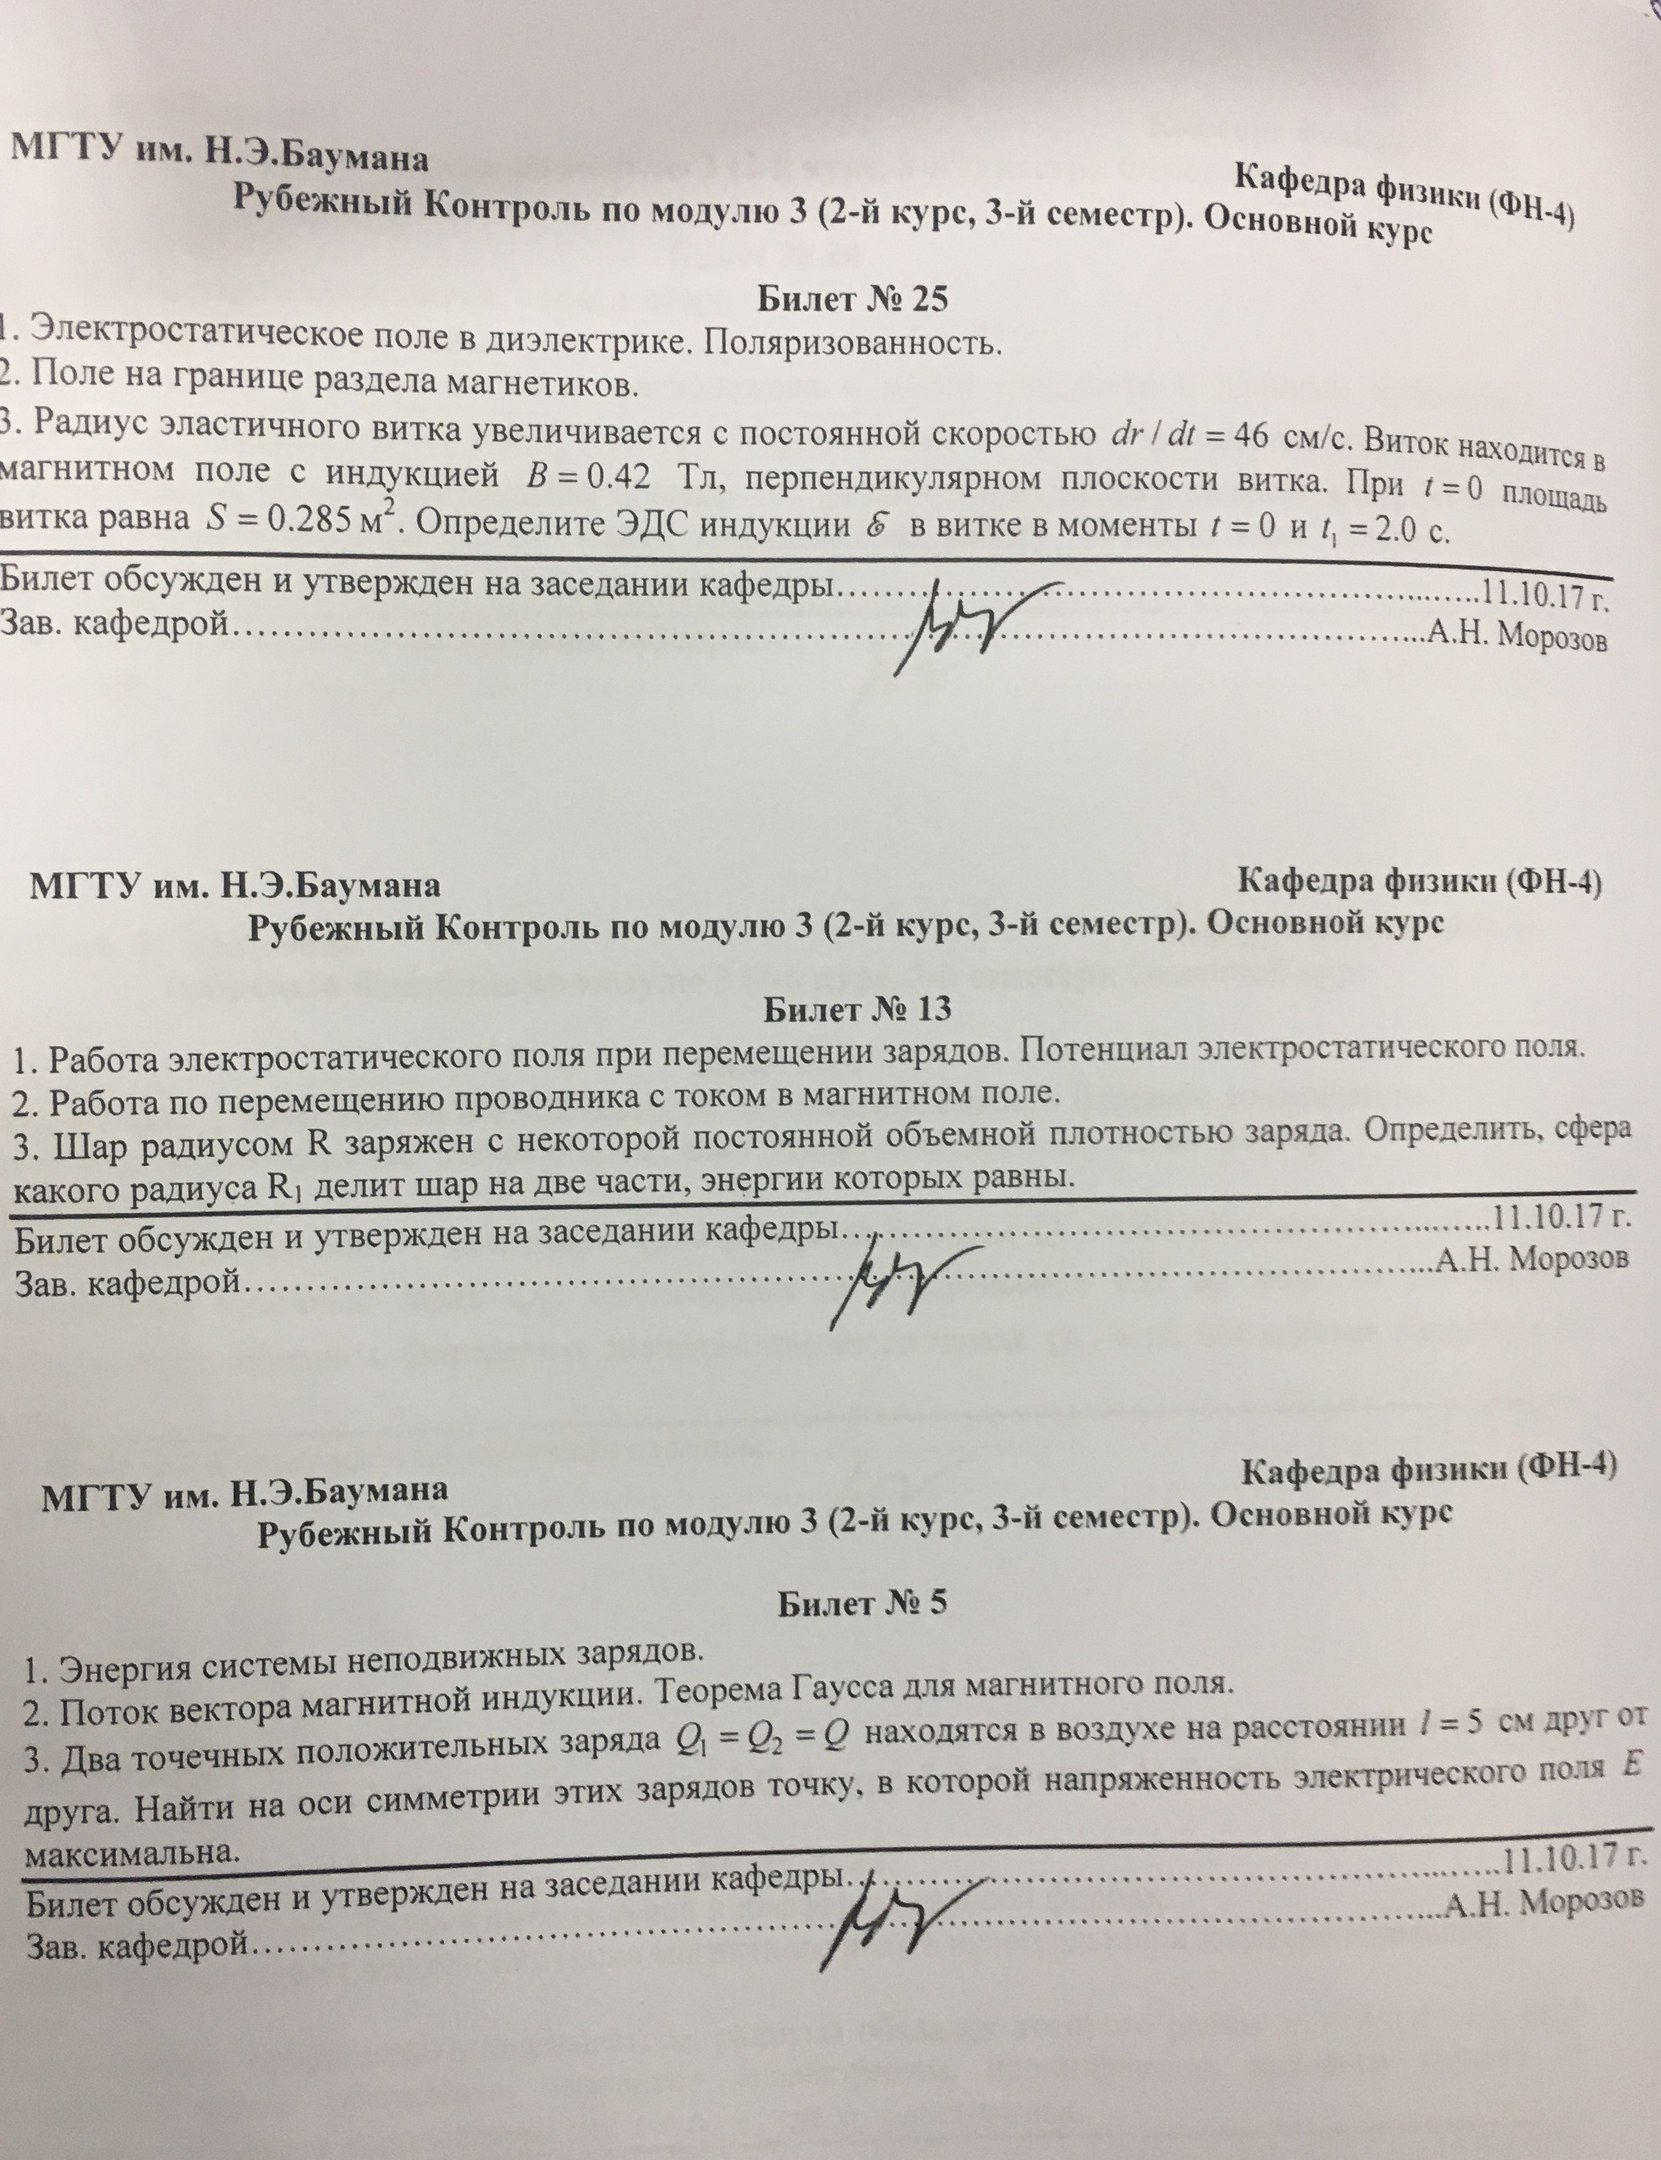 МГТУ им. Н.Э.Баумана
Кафедра физики (ФН-4)
Рубежный Контроль по модулю 3 (2-й курс, 3-й семестр). Основной курс
Билет № 25
1. Электростатическое поле в диэлектрике. Поляризованность.
2. Поле на границе раздела магнетиков.
3. Радиус эластичного витка увеличивается с постоянной скоростью dr / dt = 46 см/с. Виток находится в
магнитном поле с индукцией B = 0.42 Тл, перпендикулярном плоскости витка. При t = 0 площадь
витка равна S = 0.285 м². Определите ЭДС индукции ℰ в витке в моменты t = 0 и t₁ = 2.0 с.
Билет обсужден и утвержден на заседании кафедры..............................................................11.10.17 г.
Зав. кафедрой..............................................................А.Н. Морозов
МГТУ им. Н.Э.Баумана
Кафедра физики (ФН-4)
Рубежный Контроль по модулю 3 (2-й курс, 3-й семестр). Основной курс
Билет № 13
1. Работа электростатического поля при перемещении зарядов. Потенциал электростатического поля.
2. Работа по перемещению проводника с током в магнитном поле.
3. Шар радиусом R заряжен с некоторой постоянной объемной плотностью заряда. Определить, сфера
какого радиуса R₁ делит шар на две части, энергии которых равны.
Билет обсужден и утвержден на заседании кафедры..............................................................11.10.17 г.
Зав. кафедрой..............................................................А.Н. Морозов
МГТУ им. Н.Э.Баумана
Кафедра физики (ФН-4)
Рубежный Контроль по модулю 3 (2-й курс, 3-й семестр). Основной курс
Билет № 5
1. Энергия системы неподвижных зарядов.
2. Поток вектора магнитной индукции. Теорема Гаусса для магнитного поля.
3. Два точечных положительных заряда Q₁ = Q₂ = Q находятся в воздухе на расстоянии l = 5 см друг от
друга. Найти на оси симметрии этих зарядов точку, в которой напряженность электрического поля E
максимальна.
Билет обсужден и утвержден на заседании кафедры..............................................................11.10.17 г.
Зав. кафедрой..............................................................А.Н. Морозов